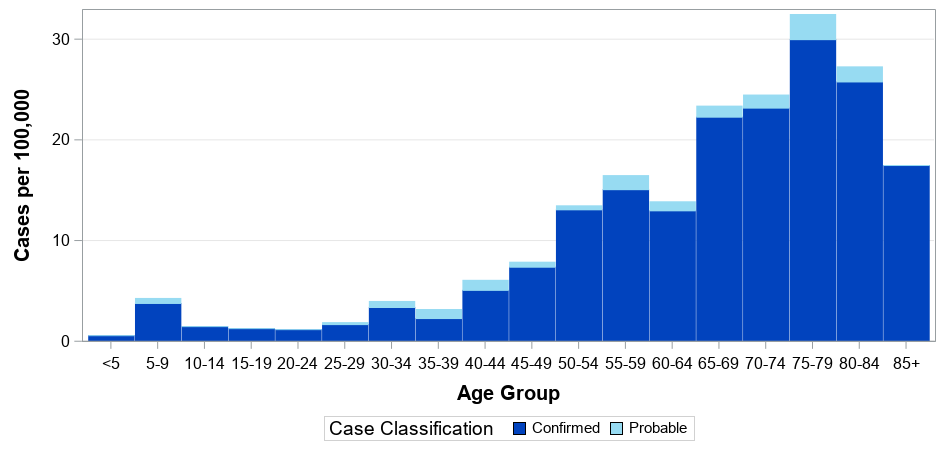 30
20
10
0
Cases per 100,000
<5 5-9 10-14 15-19 20-24 25-29 30-34 35-39 40-44 45-49 50-54 55-59 60-64 65-69 70-74 75-79 80-84 85+
Age Group
Case Classification Confirmed Probable